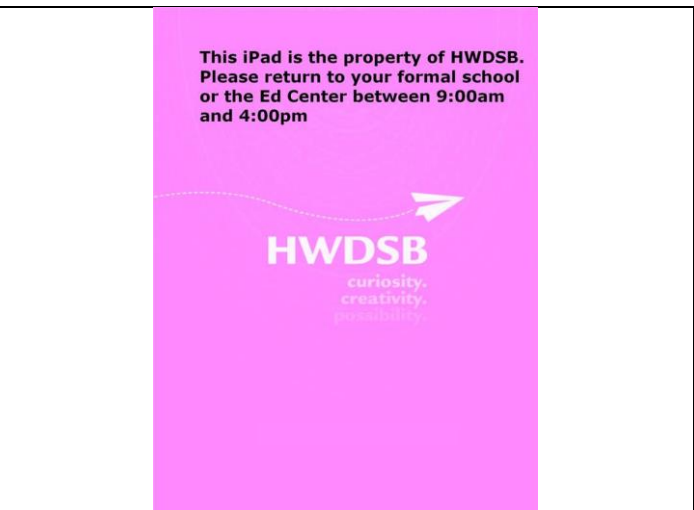 This iPad is the property of HWDSB.
Please return to your formal school
or the Ed Center between 9:00am
and 4:00pm
HWDSB
curiosity.
creativity.
possibility.